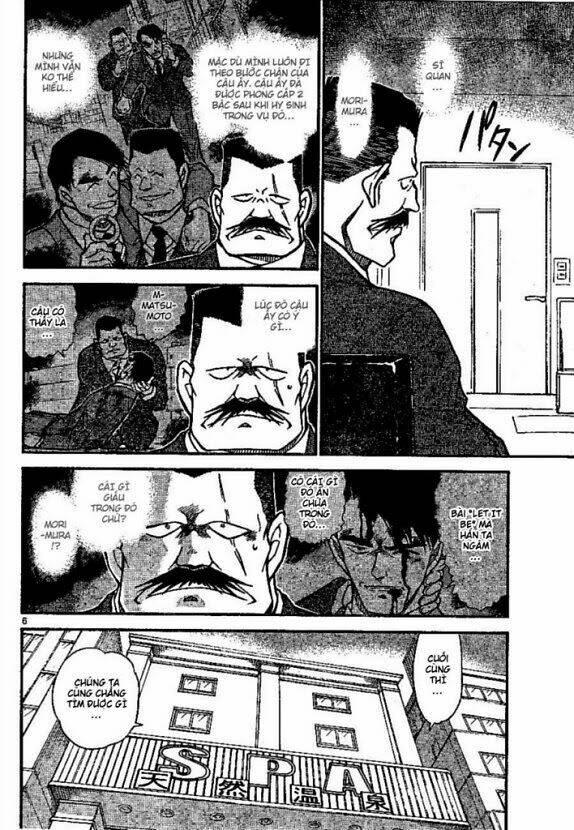 SĨ
QUAN
...
MORI-
MURA
...
パタン
MẶC DÙ MÌNH LUÔN ĐI
THEO BƯỚC CHÂN CỦA
CẬU ẤY. CẬU ẤY ĐÃ
ĐƯỢC PHONG CẤP 2
BẬC SAU KHI HY SINH
TRONG VỤ ĐÓ...
NHƯNG
MÌNH VẪN
KO THỂ
HIỂU...
LÚC ĐÓ CẬU
ẤY CÓ Ý
GÌ...
M-
MATSU-
MOTO
...
CẬU CÓ
THẤY LÀ
...
BÀI "LET IT
BE", MÀ
HẮN TA
NGÂM
...
CÓ CÁI GÌ
ĐÓ ẨN
CHỨA
TRONG
ĐÓ...
CÁI GÌ
GIẤU
TRONG ĐÓ
CHỨ?
MORI
-MURA
!?
6
CUỐI
CÙNG
THÌ
...
CHÚNG TA
CŨNG CHẲNG
TÌM ĐƯỢC GÌ
...
SPA
天然温泉